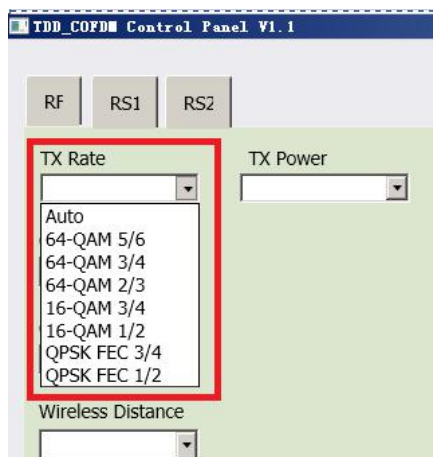 TDD_COFDM Control Panel V1.1
RF RS1 RS2
TX Rate TX Power
Auto
64-QAM 5/6
64-QAM 3/4
64-QAM 2/3
16-QAM 3/4
16-QAM 1/2
QPSK FEC 3/4
QPSK FEC 1/2
Wireless Distance